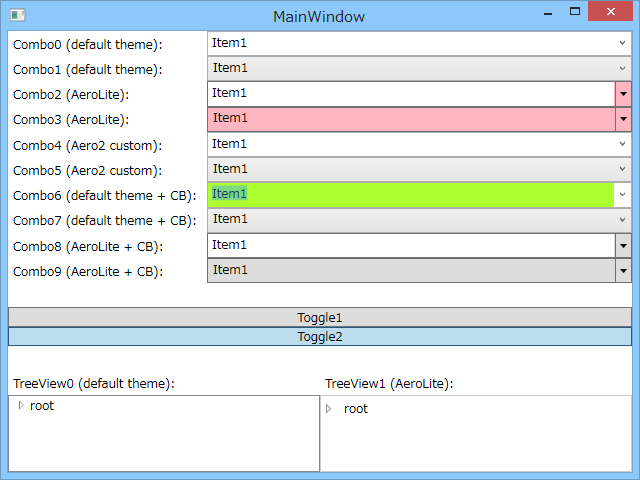 MainWindow
Combo0 (default theme): Item1
Combo1 (default theme): Item1
Combo2 (AeroLite): Item1
Combo3 (AeroLite): Item1
Combo4 (Aero2 custom): Item1
Combo5 (Aero2 custom): Item1
Combo6 (default theme + CB): Item1
Combo7 (default theme + CB): Item1
Combo8 (AeroLite + CB): Item1
Combo9 (AeroLite + CB): Item1
Toggle1
Toggle2
TreeView0 (default theme): TreeView1 (AeroLite):
root root